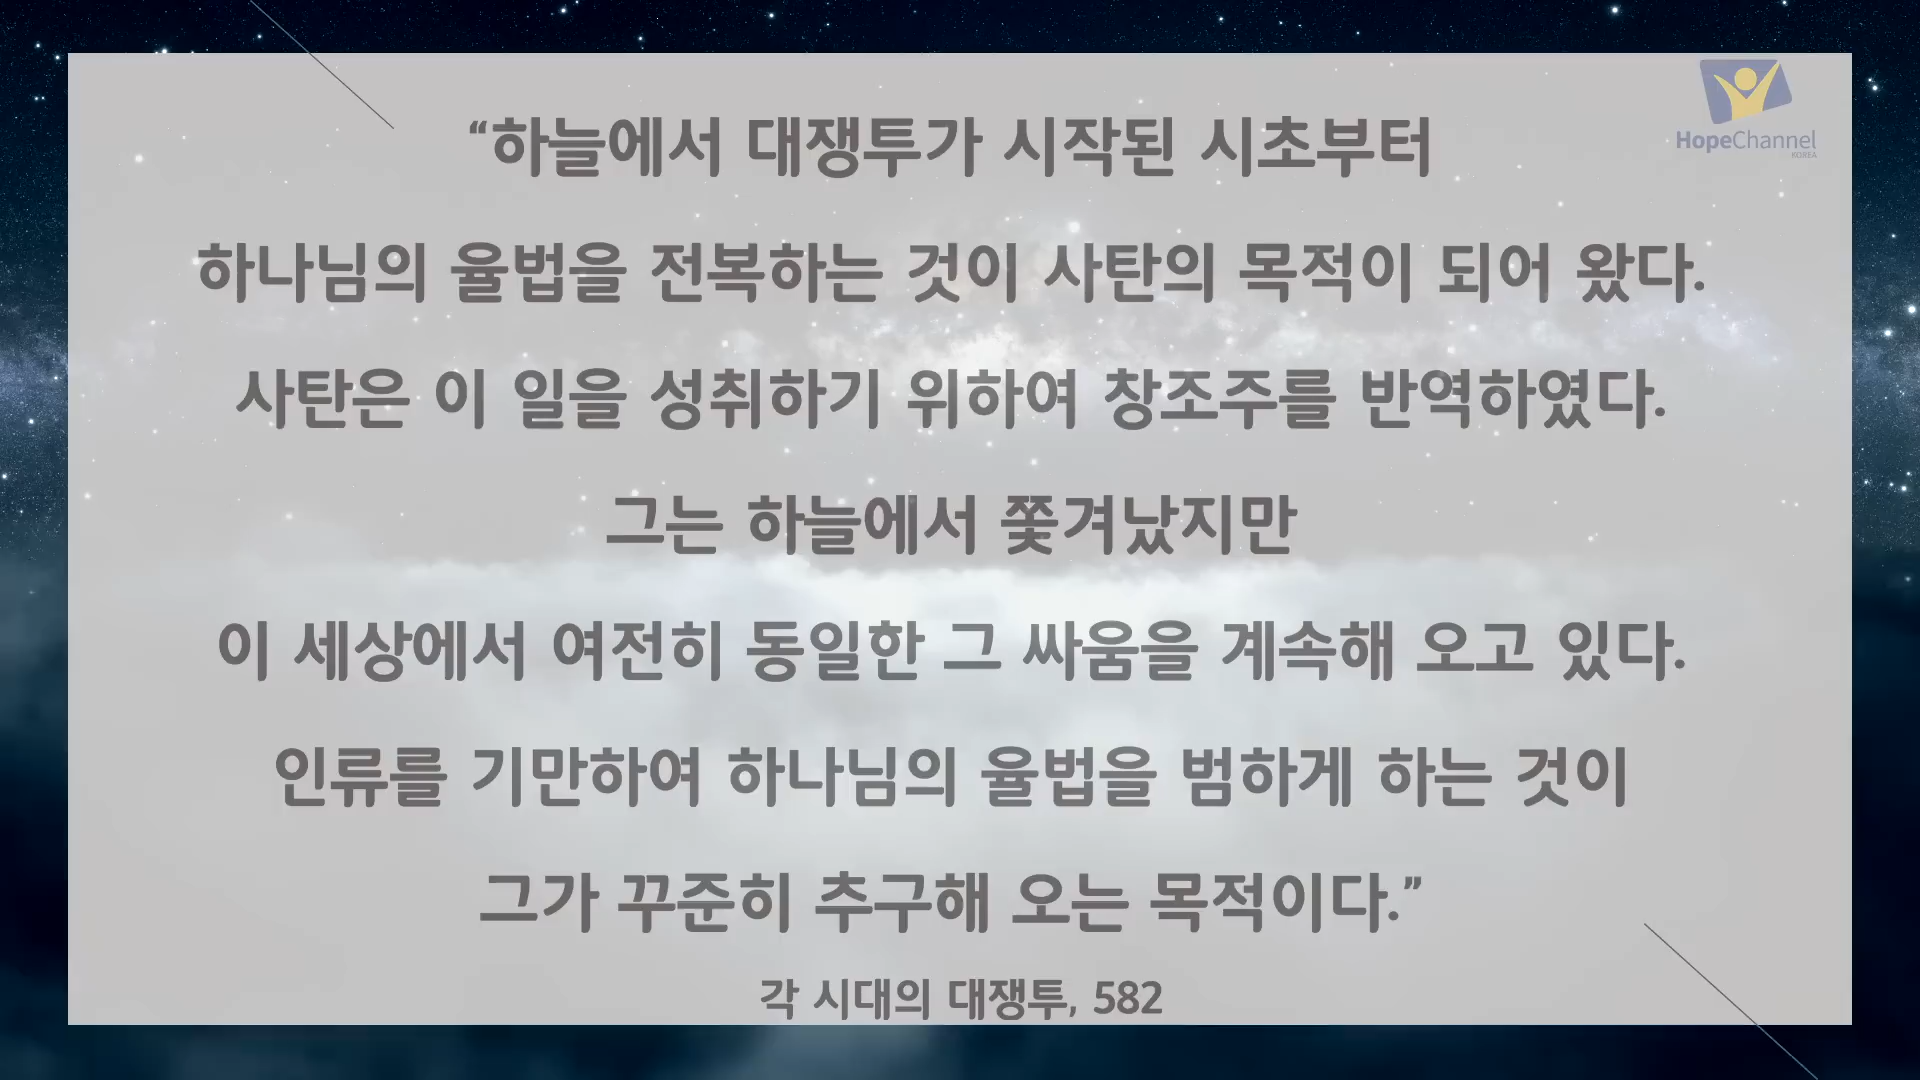 HopeChannel
KOREA
“하늘에서 대쟁투가 시작된 시초부터
하나님의 율법을 전복하는 것이 사탄의 목적이 되어 왔다.
사탄은 이 일을 성취하기 위하여 창조주를 반역하였다.
그는 하늘에서 쫓겨났지만
이 세상에서 여전히 동일한 그 싸움을 계속해 오고 있다.
인류를 기만하여 하나님의 율법을 범하게 하는 것이
그가 꾸준히 추구해 오는 목적이다.”
각 시대의 대쟁투, 582